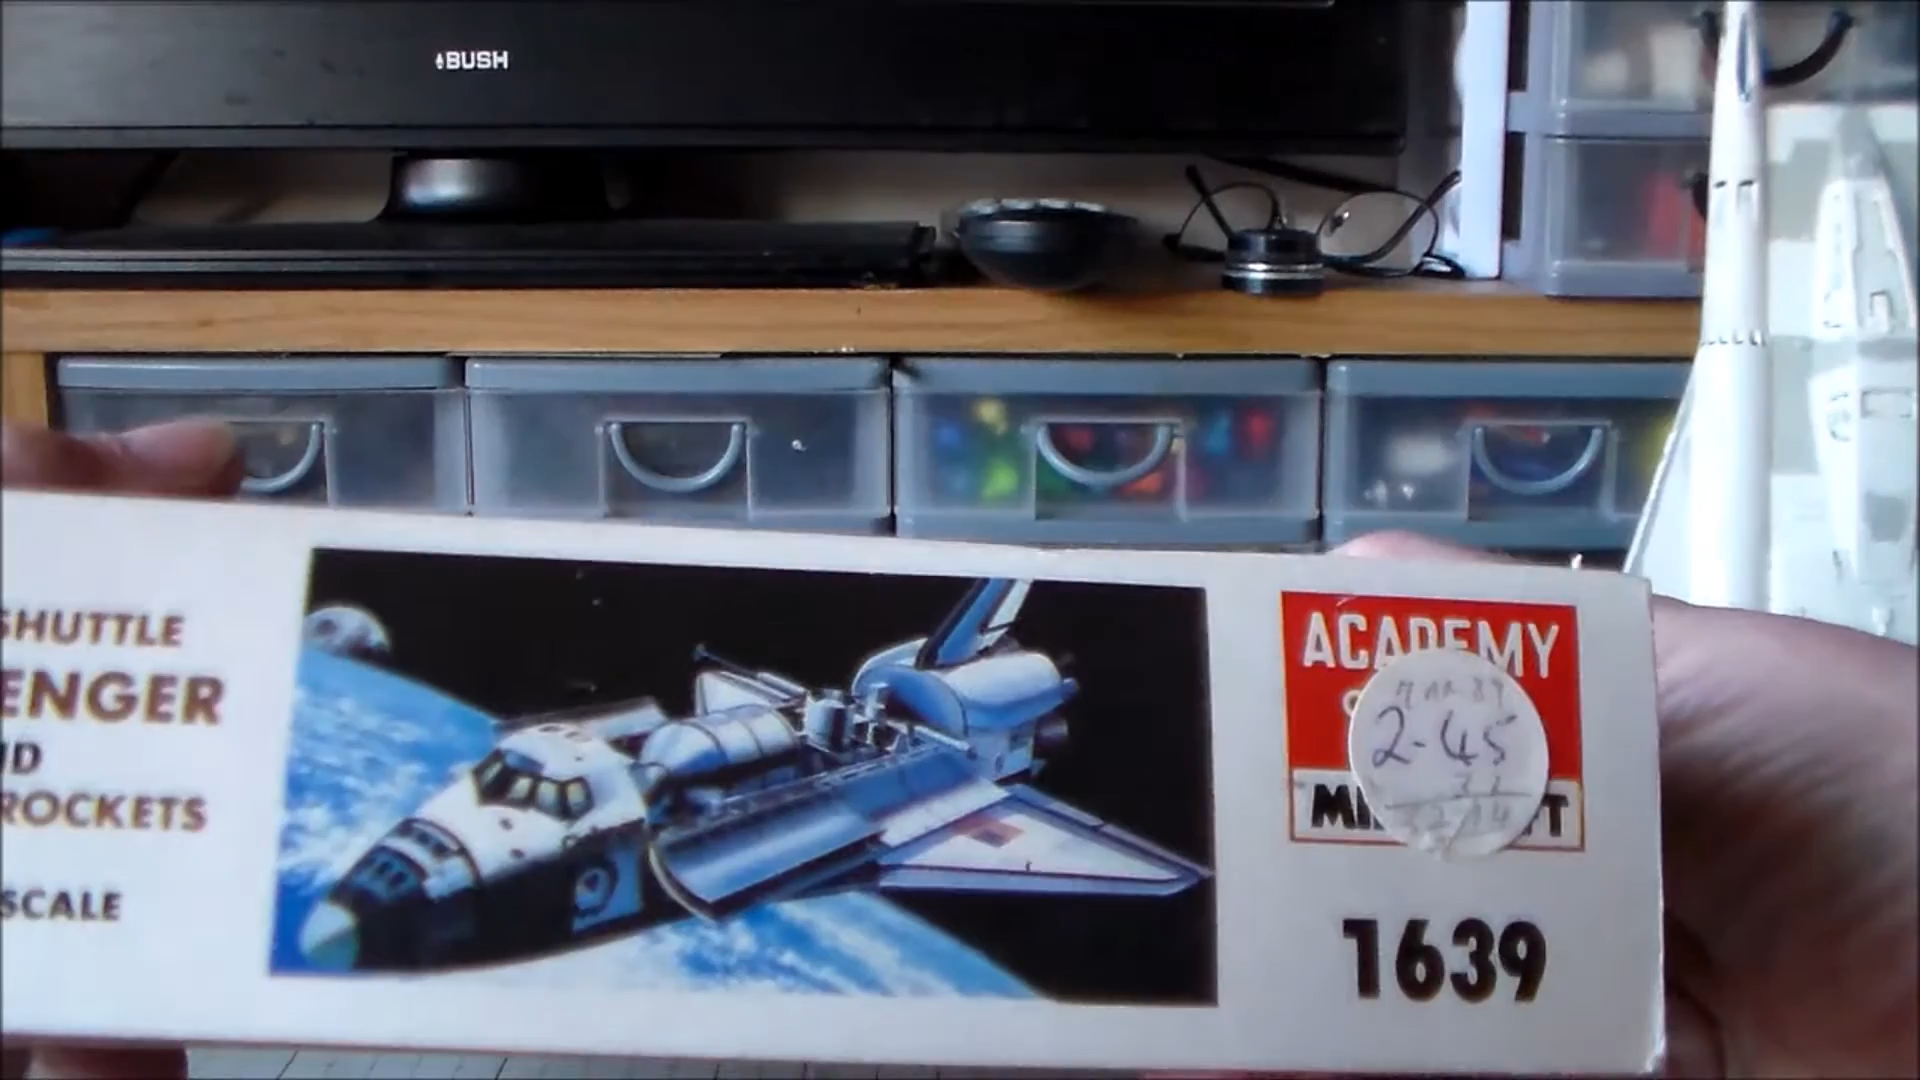 BUSH
SHUTTLE
ENGER
ROCKETS
SCALE
ACADEMY
2-45
1639